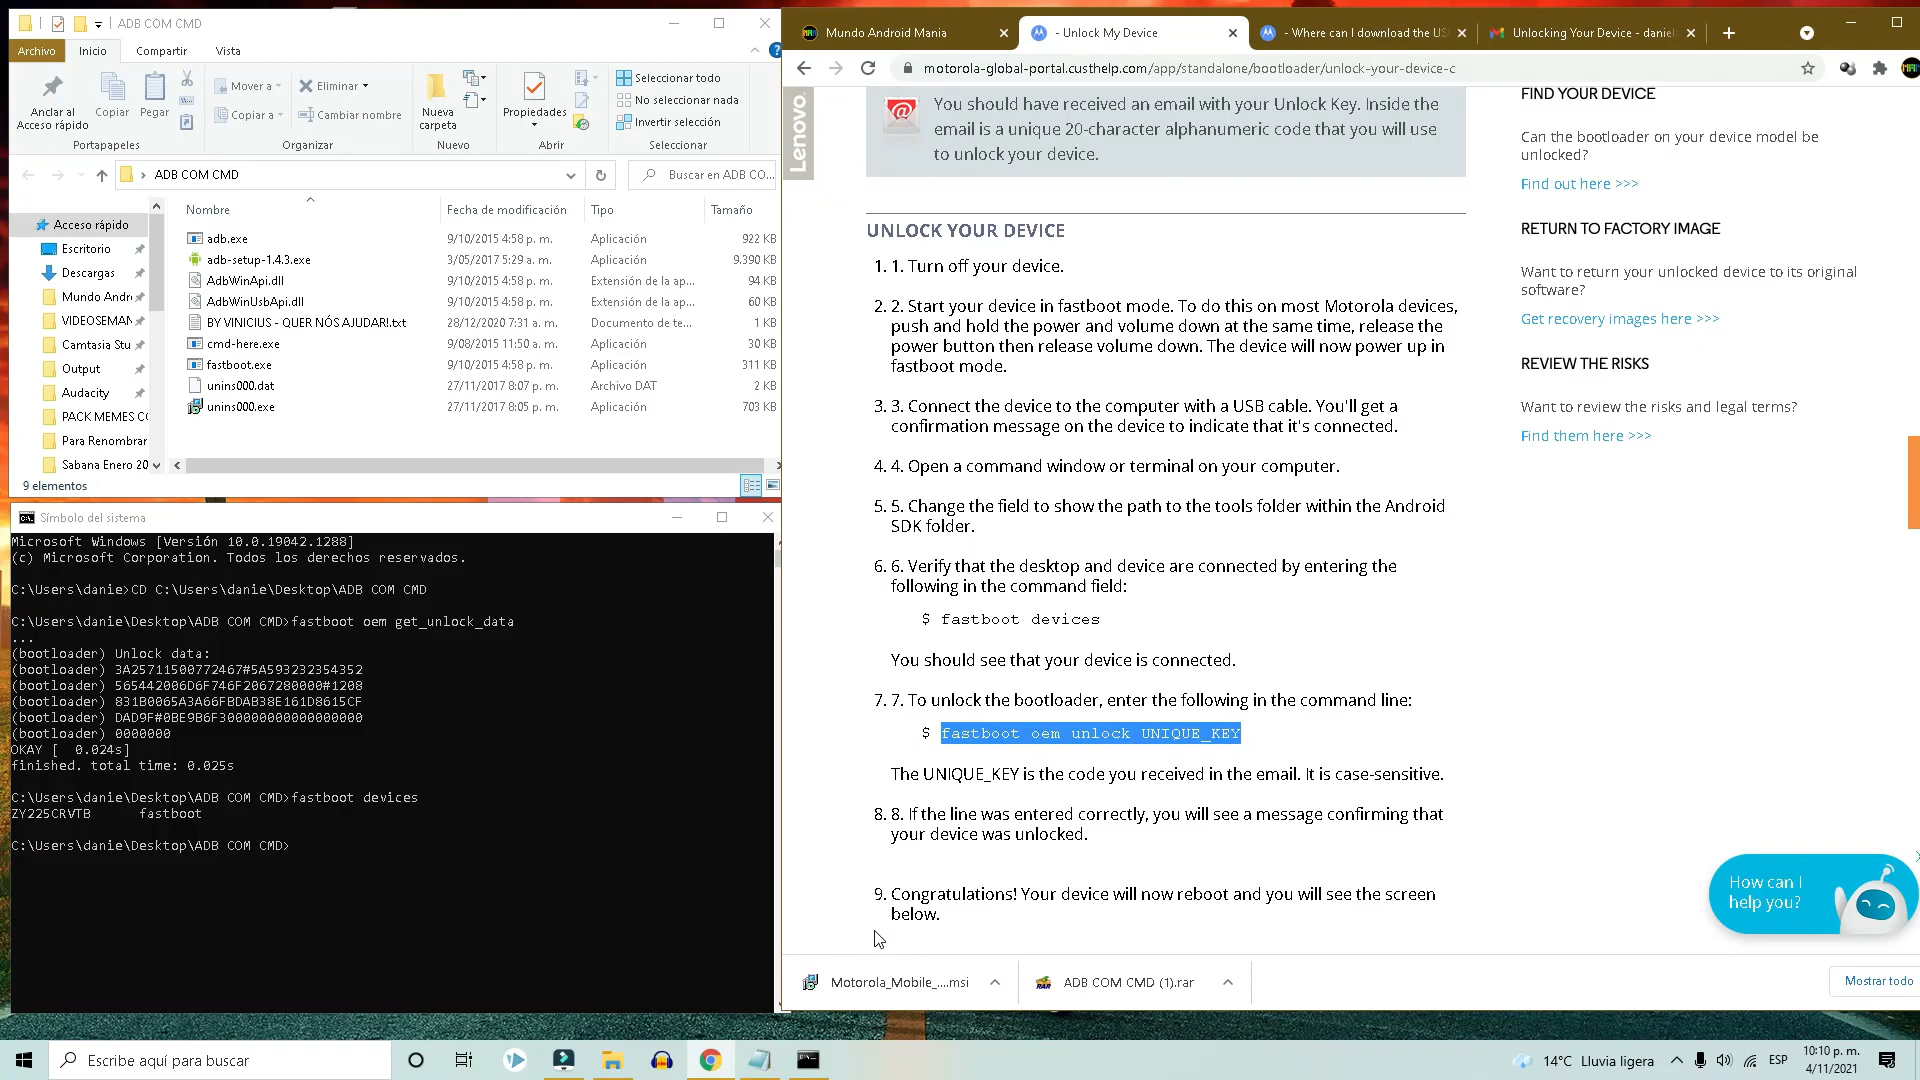 ADB COM CMD
Archivo
Inicio
Compartir
Vista
Anclar al
Acceso rápido
Copiar
Pegar
Mover a
Copiar a
Eliminar
Cambiar nombre
Nueva
carpeta
Propiedades
Seleccionar todo
No seleccionar nada
Invertir selección
Portapapeles
Organizar
Nuevo
Abrir
Seleccionar
ADB COM CMD
Buscar en ADB CO...
Acceso rápido
Escritorio
Descargas
Mundo Andr
VIDEOSEMAN
Camtasia Stu
Output
Audacity
PACK MEMES CO
Para Renombrar
Sabana Enero 20
Nombre Fecha de modificación Tipo Tamaño
adb.exe 9/10/2015 4:58 p. m. Aplicación 922 KB
adb-setup-1.4.3.exe 3/05/2017 5:29 a. m. Aplicación 9.390 KB
AdbWinApi.dll 9/10/2015 4:58 p. m. Extensión de la ap... 94 KB
AdbWinUsbApi.dll 9/10/2015 4:58 p. m. Extensión de la ap... 60 KB
BY VINICIUS - QUER NÓS AJUDAR!.txt 28/12/2020 7:31 a. m. Documento de te... 1 KB
cmd-here.exe 9/08/2015 11:50 a. m. Aplicación 30 KB
fastboot.exe 9/10/2015 4:58 p. m. Aplicación 311 KB
unins000.dat 27/11/2017 8:07 p. m. Archivo DAT 2 KB
unins000.exe 27/11/2017 8:05 p. m. Aplicación 703 KB
9 elementos
Símbolo del sistema
Microsoft Windows [Versión 10.0.19042.1288]
(c) Microsoft Corporation. Todos los derechos reservados.
C:\Users\danie>CD C:\Users\danie\Desktop\ADB COM CMD
C:\Users\danie\Desktop\ADB COM CMD>fastboot oem get_unlock_data
...
(bootloader) Unlock data:
(bootloader) 3A25711500772467#5A593232354352
(bootloader) 565442006D6F746F2067280000#1208
(bootloader) 831B0065A3A66FBDAB38E161D8615CF
(bootloader) DAD9F#0BE9B6F300000000000000000
(bootloader) 0000000
OKAY [  0.024s]
finished. total time: 0.025s
C:\Users\danie\Desktop\ADB COM CMD>fastboot devices
ZY225CRVTB      fastboot
C:\Users\danie\Desktop\ADB COM CMD>
Mundo Android Mania
- Unlock My Device
- Where can I download the US
Unlocking Your Device - daniel
motorola-global-portal.custhelp.com/app/standalone/bootloader/unlock-your-device-c
Lenovo
You should have received an email with your Unlock Key. Inside the
email is a unique 20-character alphanumeric code that you will use
to unlock your device.
UNLOCK YOUR DEVICE
1. 1. Turn off your device.
2. 2. Start your device in fastboot mode. To do this on most Motorola devices,
push and hold the power and volume down at the same time, release the
power button then release volume down. The device will now power up in
fastboot mode.
3. 3. Connect the device to the computer with a USB cable. You'll get a
confirmation message on the device to indicate that it's connected.
4. 4. Open a command window or terminal on your computer.
5. 5. Change the field to show the path to the tools folder within the Android
SDK folder.
6. 6. Verify that the desktop and device are connected by entering the
following in the command field:
$ fastboot devices
You should see that your device is connected.
7. 7. To unlock the bootloader, enter the following in the command line:
$ fastboot oem unlock UNIQUE_KEY
The UNIQUE_KEY is the code you received in the email. It is case-sensitive.
8. 8. If the line was entered correctly, you will see a message confirming that
your device was unlocked.
9. Congratulations! Your device will now reboot and you will see the screen
below.
FIND YOUR DEVICE
Can the bootloader on your device model be
unlocked?
Find out here >>>
RETURN TO FACTORY IMAGE
Want to return your unlocked device to its original
software?
Get recovery images here >>>
REVIEW THE RISKS
Want to review the risks and legal terms?
Find them here >>>
How can I
help you?
Motorola_Mobile_....msi
ADB COM CMD (1).rar
Mostrar todo
Escribe aquí para buscar
14°C Lluvia ligera
ESP
10:10 p. m.
4/11/2021